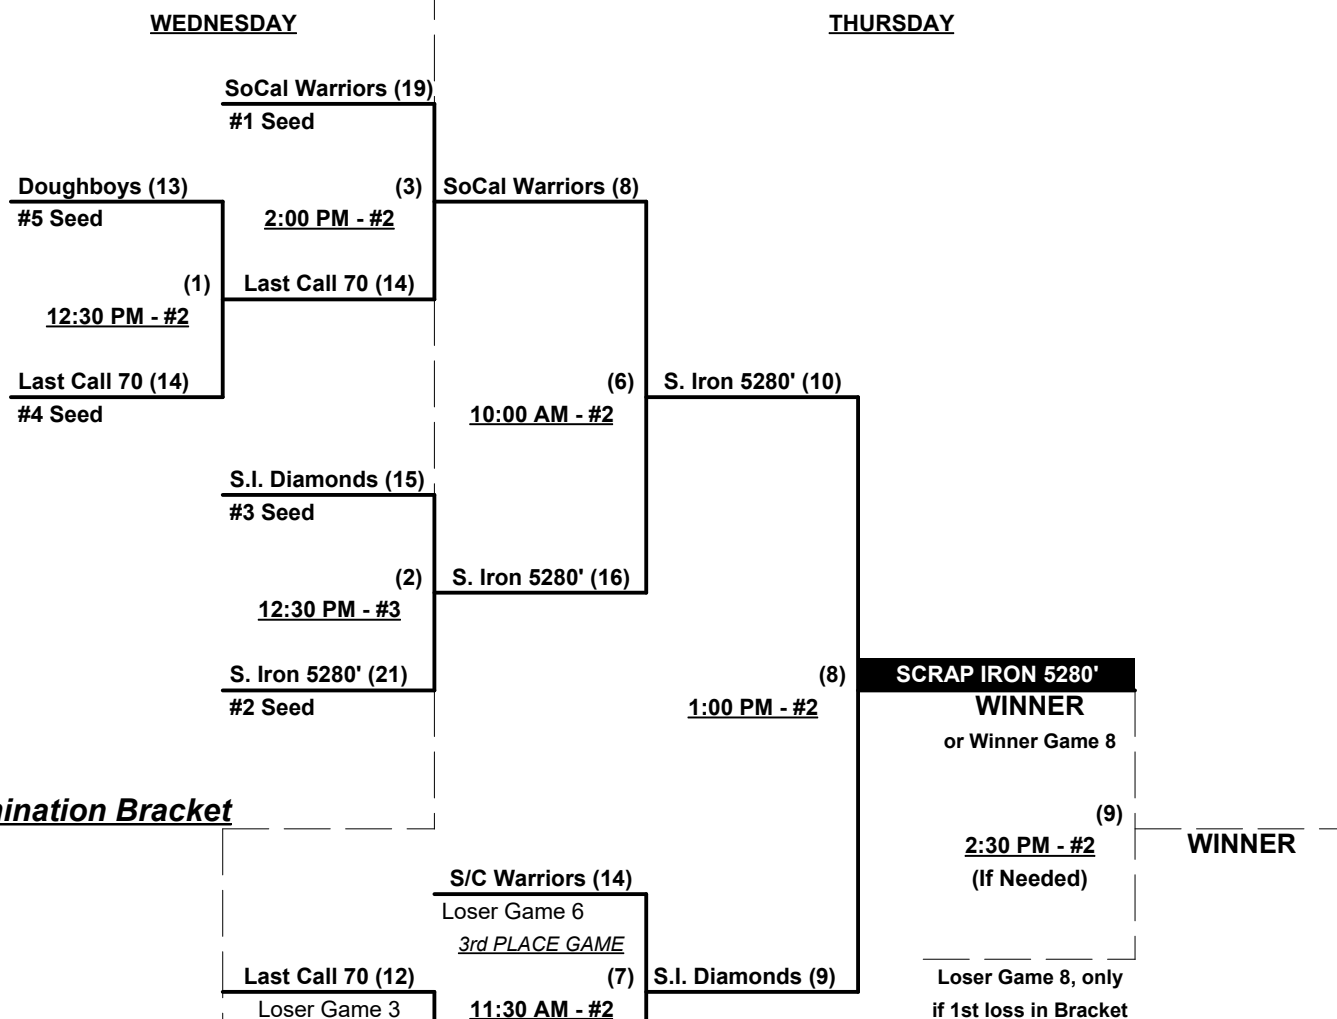 WEDNESDAY
THURSDAY
SoCal Warriors (19)
#1 Seed
Doughboys (13)
(3)
SoCal Warriors (8)
#5 Seed
2:00 PM - #2
(1)
Last Call 70 (14)
12:30 PM - #2
Last Call 70 (14)
(6)
S. Iron 5280' (10)
#4 Seed
10:00 AM - #2
S.I. Diamonds (15)
#3 Seed
(2)
S. Iron 5280' (16)
12:30 PM - #3
S. Iron 5280' (21)
(8)
SCRAP IRON 5280'
#2 Seed
1:00 PM - #2
WINNER
or Winner Game 8
mination Bracket
(9)
2:30 PM - #2
WINNER
(If Needed)
S/C Warriors (14)
Loser Game 6
3rd PLACE GAME
Last Call 70 (12)
(7)
S.I. Diamonds (9)
Loser Game 8, only
Loser Game 3
11:30 AM - #2
if 1st loss in Bracket